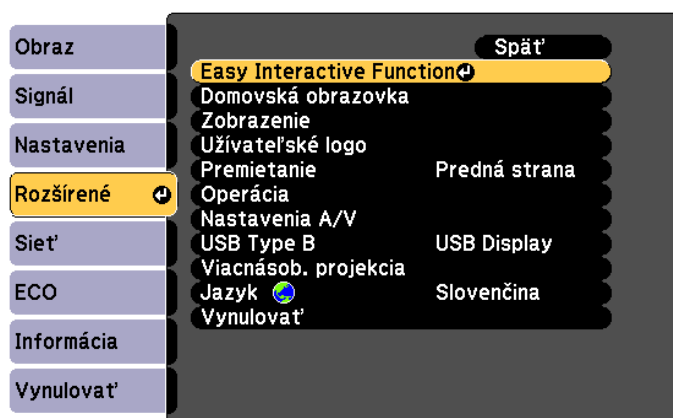 Obraz
Signál
Nastavenia
Rozšírené
Sieť
ECO
Informácia
Vynulovať
Späť
Easy Interactive Function
Domovská obrazovka
Zobrazenie
Užívateľské logo
Premietanie Predná strana
Operácia
Nastavenia A/V
USB Type B USB Display
Viacnásob. projekcia
Jazyk Slovenčina
Vynulovať